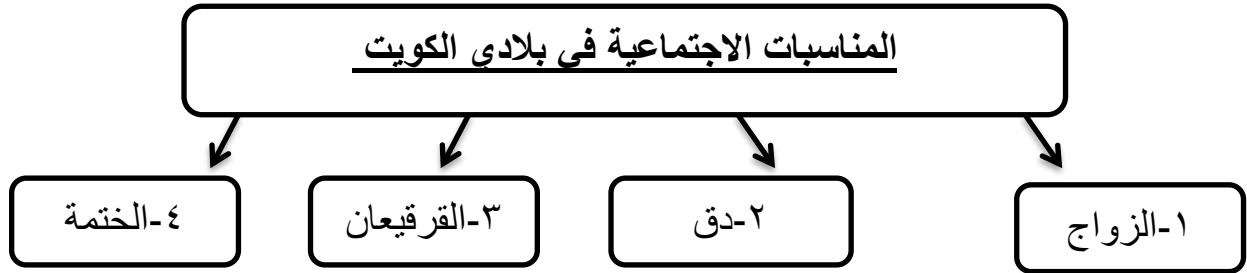 المناسبات الاجتماعية في بلادي الكويت
١-الزواج
٢-دق
٣-القرقيعان
٤-الختمة